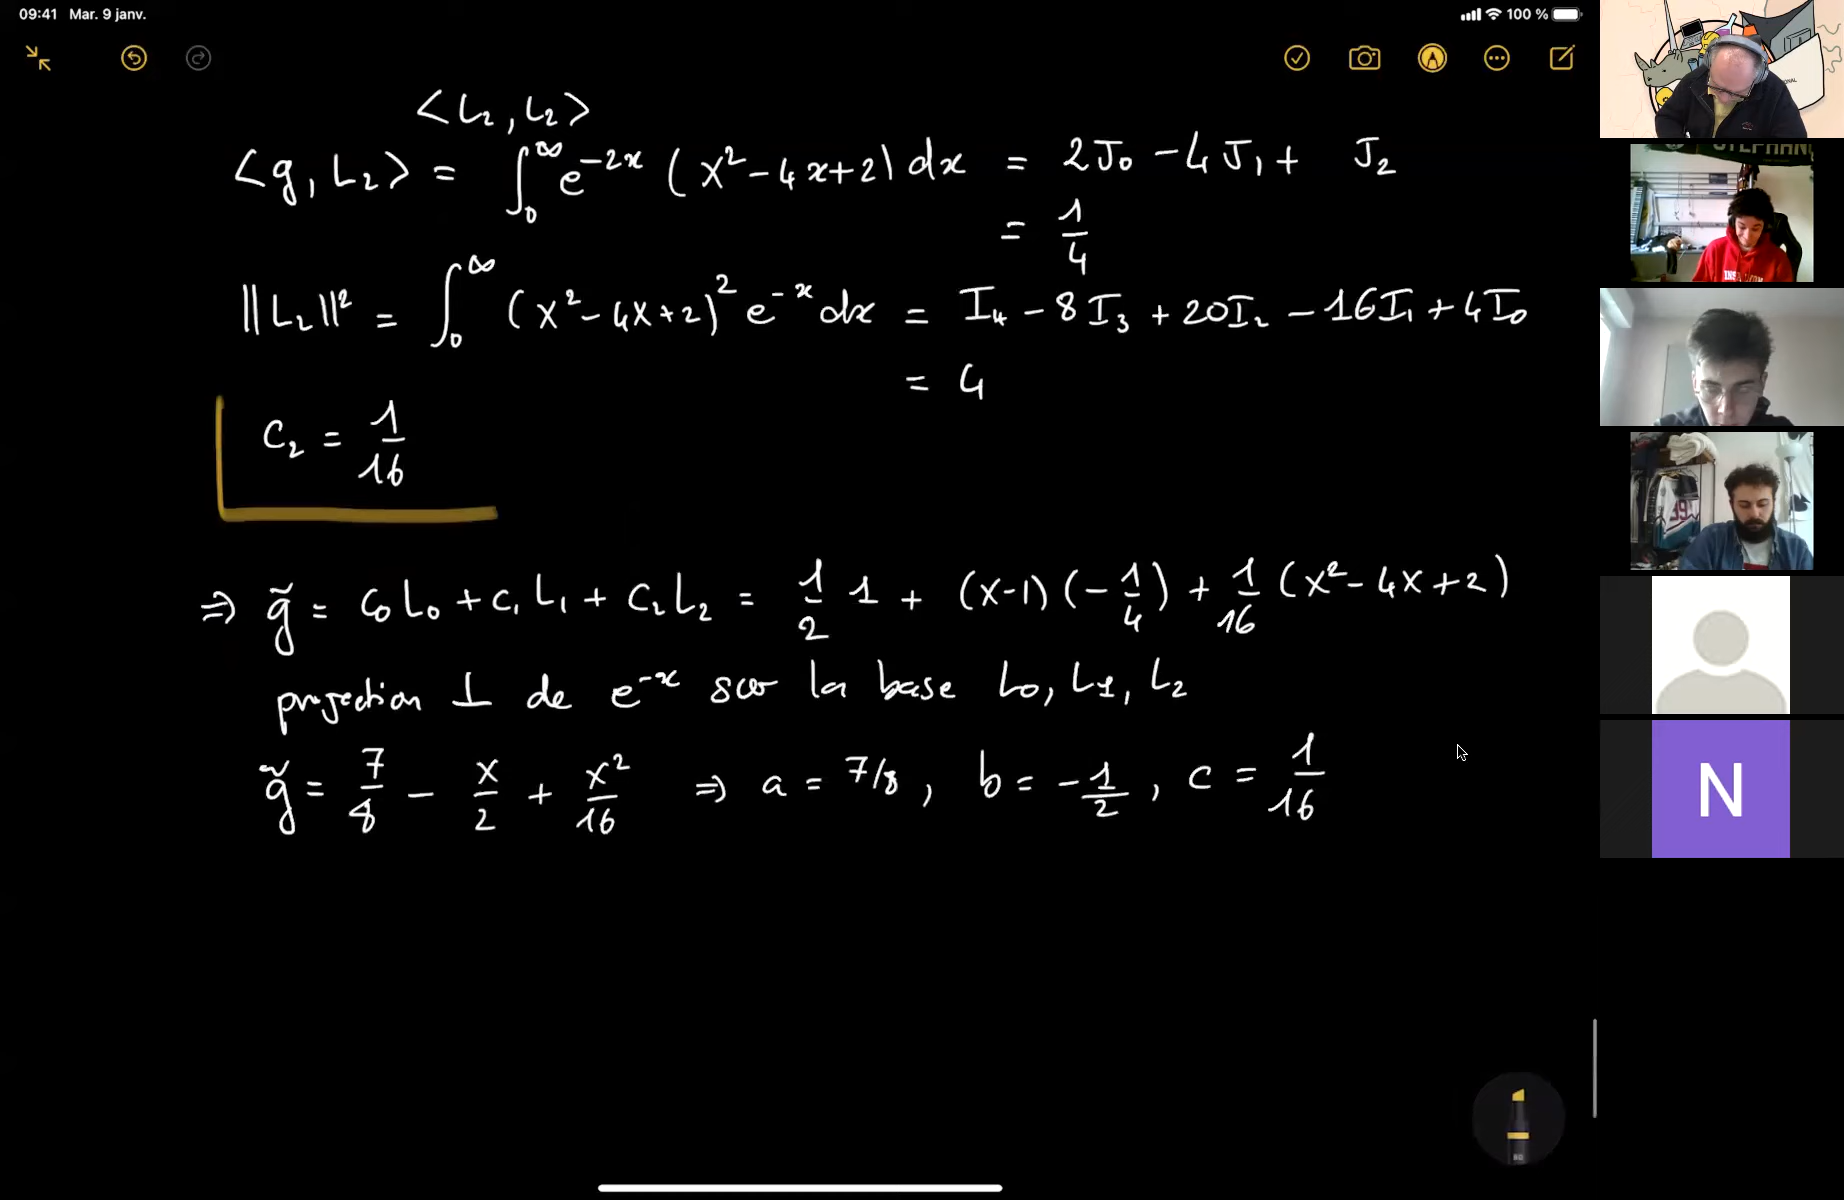 09:41 Mar. 9 janv.
100 %
<L₂, L₂>
<g, L₂> = ∫₀^∞ e^{-2x} (x² - 4x + 2) dx = 2J₀ - 4J₁ + J₂
= 1/4
||L₂||² = ∫₀^∞ (x² - 4x + 2)² e^{-x} dx = I₄ - 8I₃ + 20I₂ - 16I₁ + 4I₀
= 4
C₂ = 1/16
⇒ g̃ = C₀L₀ + C₁L₁ + C₂L₂ = 1/2 1 + (x-1)(-1/4) + 1/16 (x² - 4x + 2)
projection ⊥ de e^{-x} sur la base L₀, L₁, L₂
g̃ = 7/8 - x/2 + x²/16 ⇒ a = 7/8, b = -1/2, c = 1/16
N